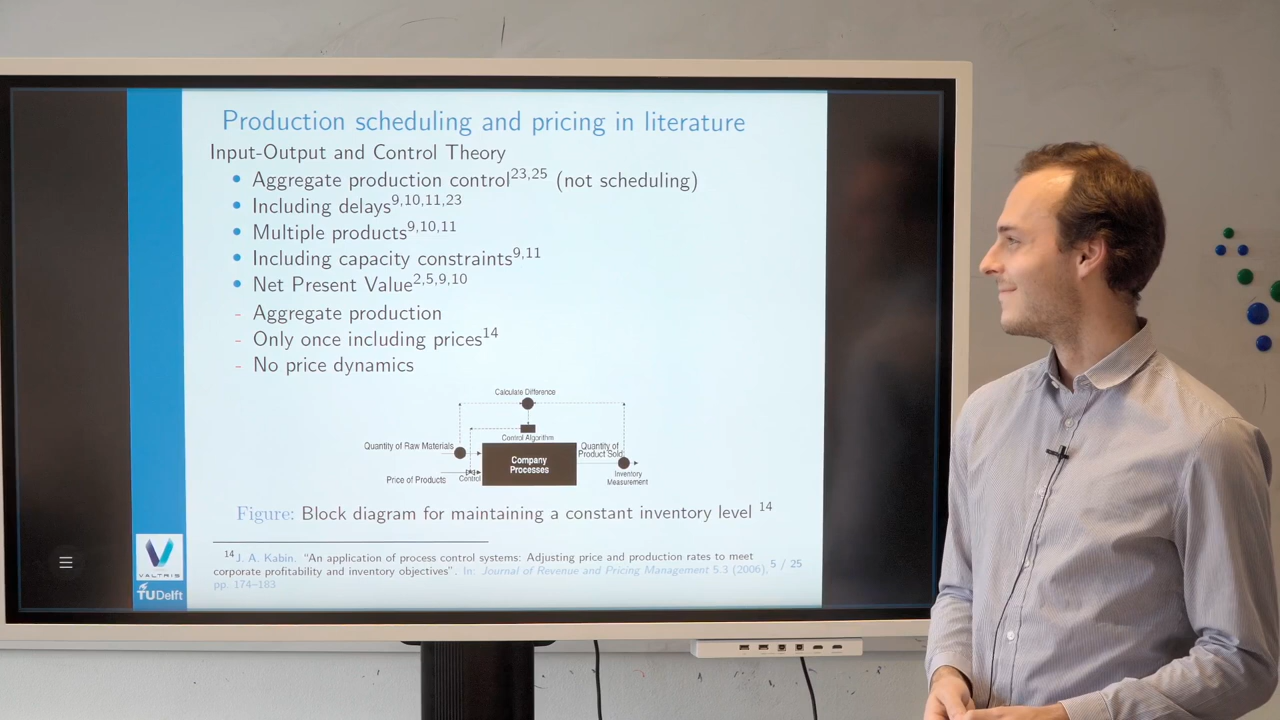 Production scheduling and pricing in literature
Input-Output and Control Theory
• Aggregate production control23,25 (not scheduling)
• Including delays9,10,11,23
• Multiple products9,10,11
• Including capacity constraints9,11
• Net Present Value2,5,9,10
- Aggregate production
- Only once including prices14
- No price dynamics
Calculate Difference
Control Algorithm
Quantity of Raw Materials
Quantity of
Product Sold
Company
Processes
Price of Products
Control
Inventory
Measurement
Figure: Block diagram for maintaining a constant inventory level 14
14 J. A. Kabin. “An application of process control systems: Adjusting price and production rates to meet
corporate profitability and inventory objectives”. In: Journal of Revenue and Pricing Management 5.3 (2006),
pp. 174–183
5 / 25
VALTRIS
TUDelft